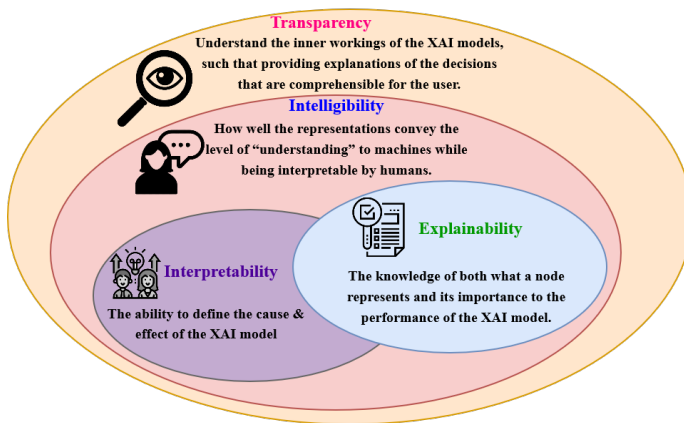 Transparency
Understand the inner workings of the XAI models,
such that providing explanations of the decisions
that are comprehensible for the user.
Intelligibility
How well the representations convey the
level of “understanding” to machines while
being interpretable by humans.
Explainability
The knowledge of both what a node
represents and its importance to the
performance of the XAI model.
Interpretability
The ability to define the cause &
effect of the XAI model